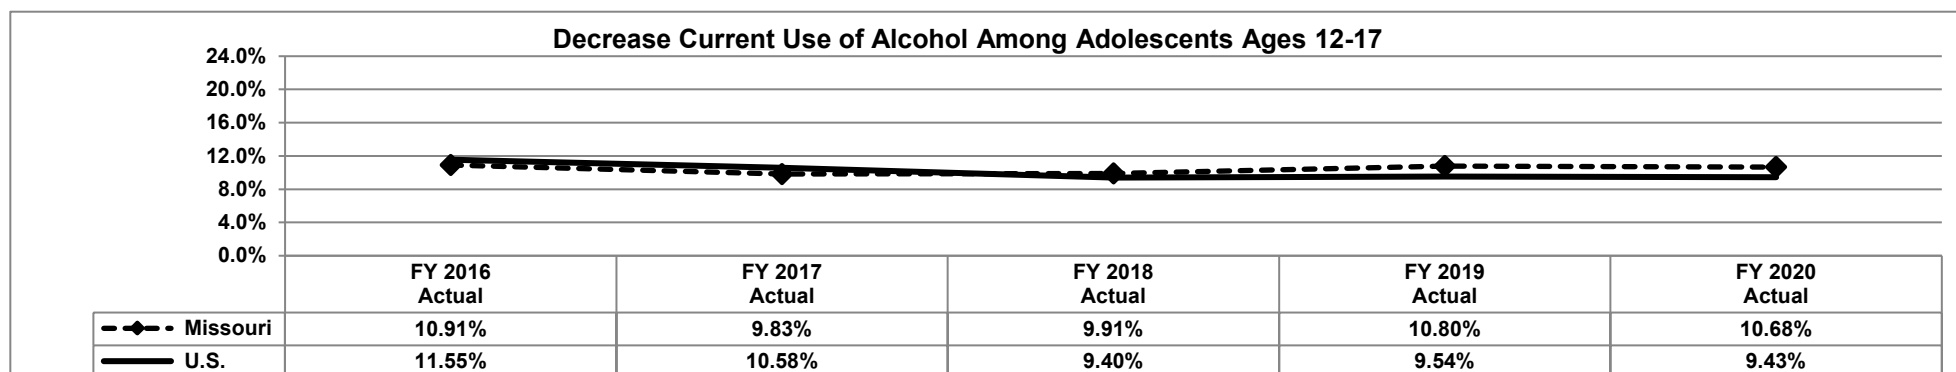 Decrease Current Use of Alcohol Among Adolescents Ages 12-17
24.0%
20.0%
16.0%
12.0%
8.0%
4.0%
0.0%
FY 2016 FY 2017 FY 2018 FY 2019 FY 2020
Actual Actual Actual Actual Actual
Missouri 10.91% 9.83% 9.91% 10.80% 10.68%
U.S. 11.55% 10.58% 9.40% 9.54% 9.43%